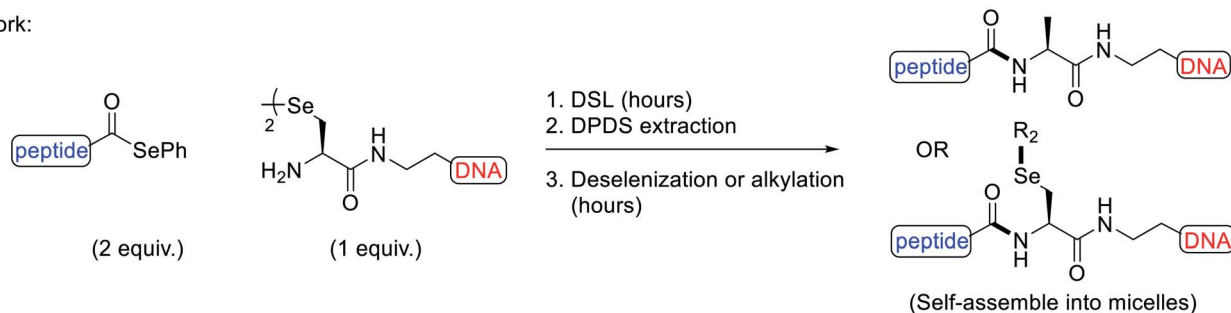 ork:
peptide
O
SePh
(2 equiv.)
2
Se
H2N
O
H
N
DNA
(1 equiv.)
1. DSL (hours)
2. DPDS extraction
3. Deselenization or alkylation
(hours)
peptide
O
N
H
O
H
N
DNA
OR
R2
Se
peptide
O
N
H
O
H
N
DNA
(Self-assemble into micelles)